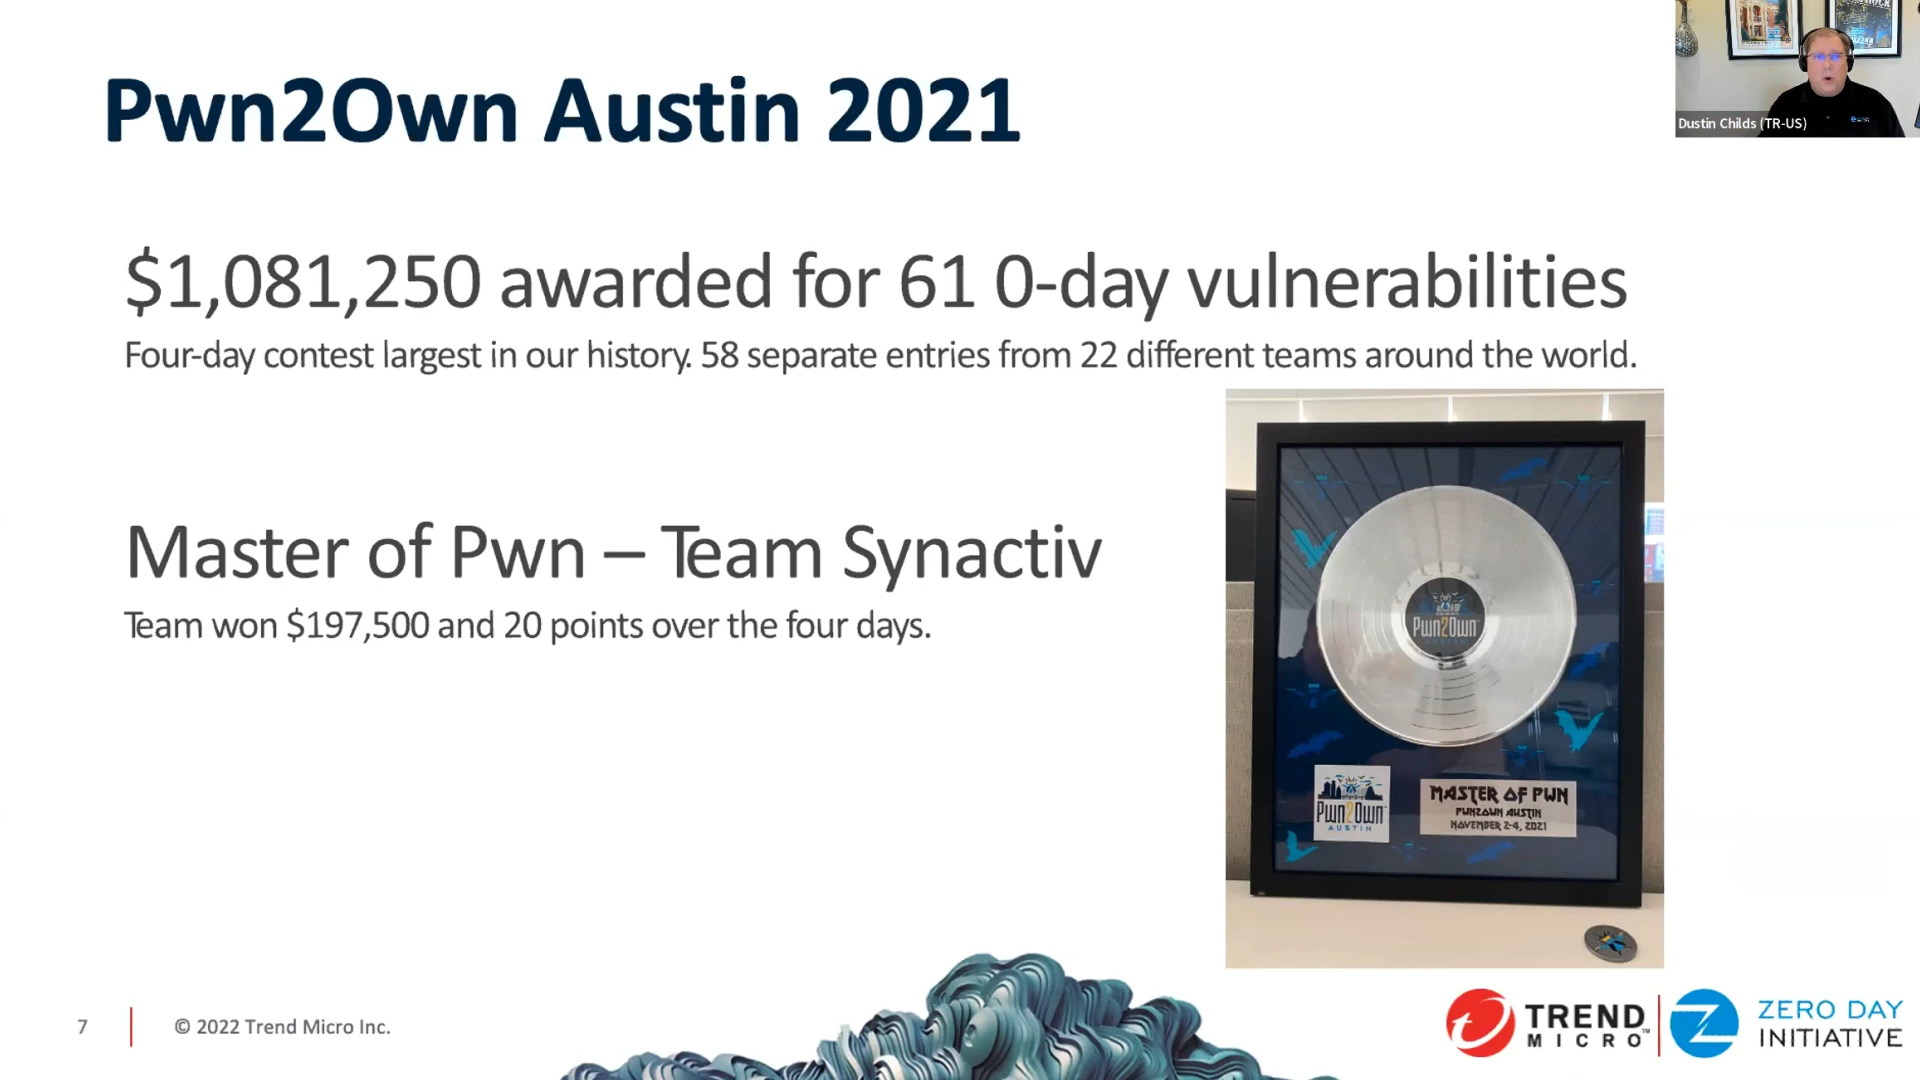 Pwn2Own Austin 2021
Dustin Childs (TR-US)
$1,081,250 awarded for 61 0-day vulnerabilities
Four-day contest largest in our history. 58 separate entries from 22 different teams around the world.
Master of Pwn – Team Synactiv
Team won $197,500 and 20 points over the four days.
Pwn2Own
AUSTIN
Pwn2Own
AUSTIN
MASTER OF PWN
PWN2OWN AUSTIN
NOVEMBER 2-4, 2021
7
© 2022 Trend Micro Inc.
TREND
MICRO™
ZERO DAY
INITIATIVE